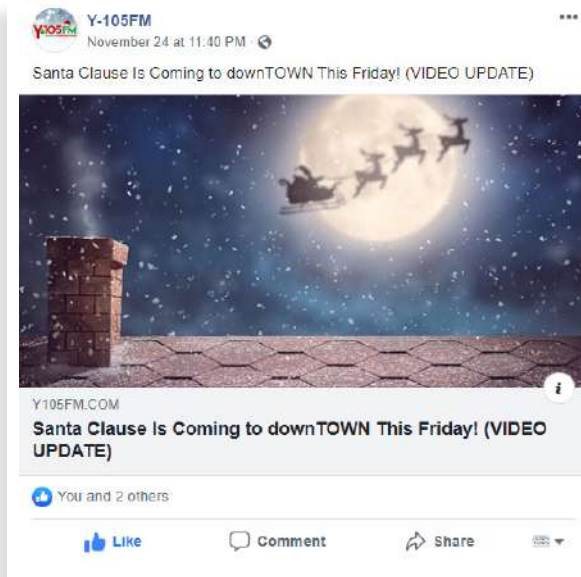 Y-105FM
November 24 at 11:40 PM
Santa Clause Is Coming to downTOWN This Friday! (VIDEO UPDATE)
Y105FM.COM
Santa Clause Is Coming to downTOWN This Friday! (VIDEO
UPDATE)
You and 2 others
Like Comment Share